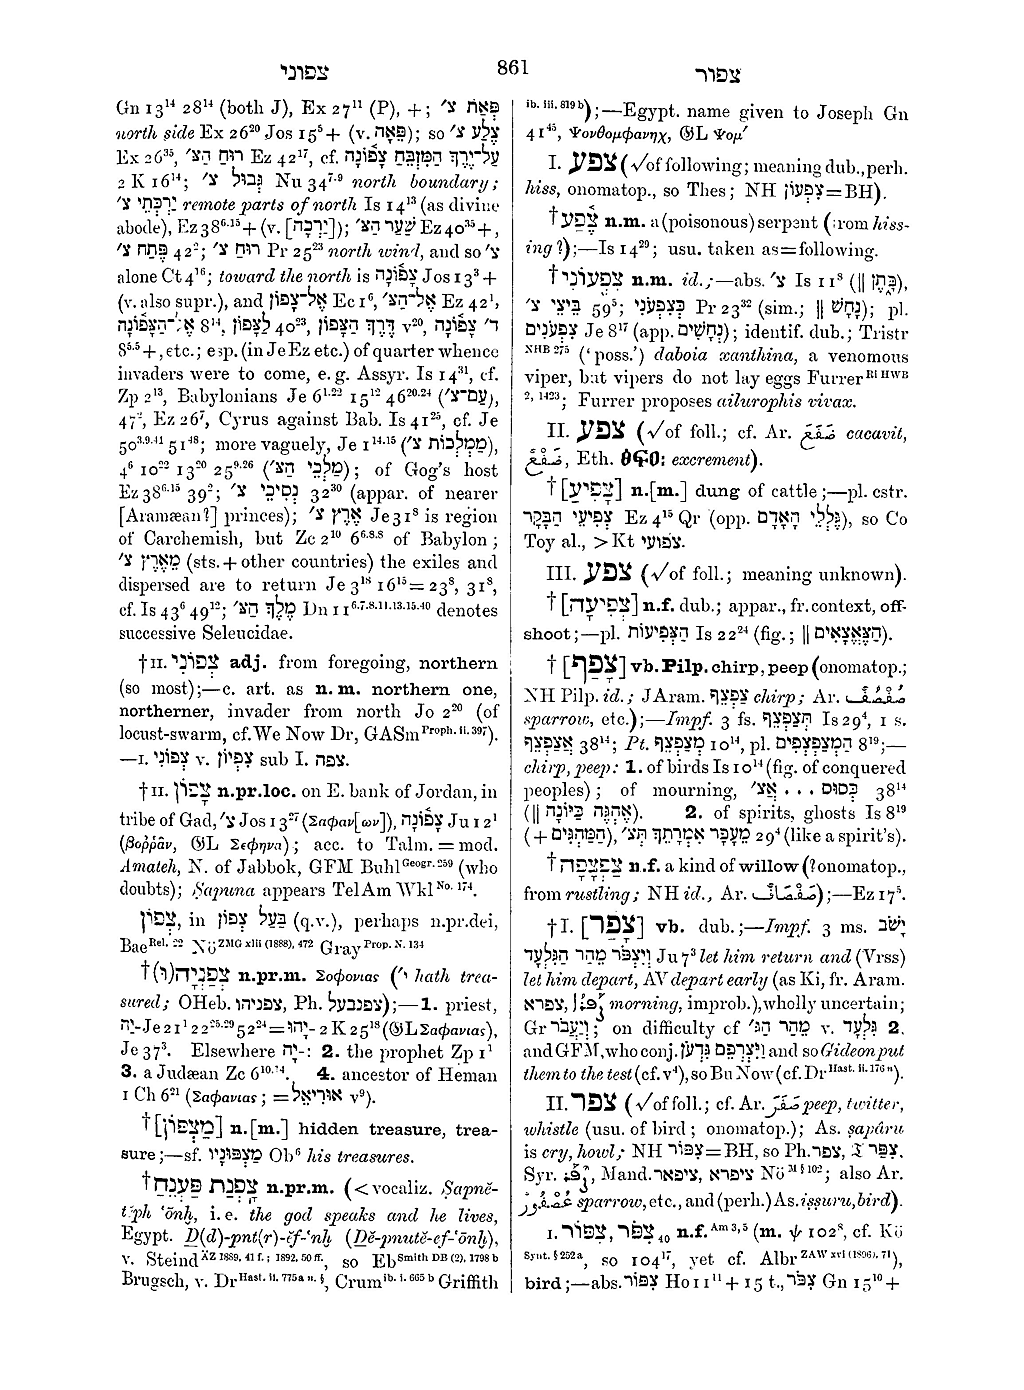 צפוני
861
צפור
Gn 13¹⁴ 28¹⁴ (both J), Ex 27¹¹ (P), +; פְּאַת צ׳
north side Ex 26²⁰ Jos 15⁵+ (v. פֵּאָה); so צֶלַע צ׳
Ex 26³⁵, רוּחַ הַצּ׳ Ez 42¹⁷, cf. עַל־יֶרֶךְ הַמִּזְבֵּחַ צָפ֫וֹנָה
2 K 16¹⁴; גְּבוּל צ׳ Nu 34⁷·⁹ north boundary;
יַרְכְּתֵי צ׳ remote parts of north Is 14¹³ (as divine
abode), Ez 38⁶·¹⁵+ (v. [יַרְכָה]); שַׁעַר הַצּ׳ Ez 40³⁵+,
פֶּתַח צ׳ 42²; רוּחַ צ׳ Pr 25²³ north wind, and so צ׳
alone Ct 4¹⁶; toward the north is צָפ֫וֹנָה Jos 13³ +
(v. also supr.), and אֶל־צָפוֹן Ec 1⁶, אֶל־הַצּ׳ Ez 42¹,
אֶל־הַצָּפ֫וֹנָה 8¹⁴, לַצָּפוֹן 40²³, דֶּרֶךְ הַצָּפוֹן v²⁰, ד׳ צָפ֫וֹנָה
8⁵·⁵+, etc.; esp. (in Je Ez etc.) of quarter whence
invaders were to come, e. g. Assyr. Is 14³¹, cf.
Zp 2¹³, Babylonians Je 6¹·²² 15¹² 46²⁰·²⁴ (עַם־צ׳),
47², Ez 26⁷, Cyrus against Bab. Is 41²⁵, cf. Je
50³·⁹·⁴¹ 51⁴⁸; more vaguely, Je 1¹⁴·¹⁵ (מַמְלְכוֹת צ׳),
4⁶ 10²² 13²⁰ 25⁹·²⁶ (מַלְכֵי הַצּ׳); of Gog's host
Ez 38⁶·¹⁵ 39²; נְסִיכֵי צ׳ 32³⁰ (appar. of nearer
[Aramæan?] princes); אֶרֶץ צ׳ Je 31⁸ is region
of Carchemish, but Zc 2¹⁰ 6⁶·⁸·⁸ of Babylon;
מֵאֶרֶץ צ׳ (sts. + other countries) the exiles and
dispersed are to return Je 3¹⁸ 16¹⁵ = 23⁸, 31⁸,
cf. Is 43⁶ 49¹²; מֶלֶךְ הַצּ׳ Dn 11⁶·⁷·⁸·¹¹·¹³·¹⁵·⁴⁰ denotes
successive Seleucidae.
†II. צְפוֹנִי adj. from foregoing, northern
(so most);—c. art. as n. m. northern one,
northerner, invader from north Jo 2²⁰ (of
locust-swarm, cf. We Now Dr, GASm Proph. ii. 397).
—I. צְפוֹנִי v. צִפְיוֹן sub I. צפה.
†II. צָפוֹן n.pr.loc. on E. bank of Jordan, in
tribe of Gad, צ׳ Jos 13²⁷ (Σαφαν[ων]), צָפ֫וֹנָה Ju 12¹
(βορρᾶν, 𝔊L Σεφηνα); acc. to Talm. = mod.
Amateh, N. of Jabbok, GFM Buhl Geogr. 259 (who
doubts); Ṣapuna appears TelAm Wkl No. 174.
צְפוֹן, in בַּעַל צְפוֹן (q.v.), perhaps n.pr.dei,
Bae Rel. 22 Nö ZMG xlii (1888), 472 Gray Prop. N. 134
†צְפַנְיָה(וּ) n.pr.m. Σοφονιας (י׳ hath trea-
sured; OHeb. צפניהו, Ph. צפנבעל);—1. priest,
יָה-Je 21¹ 22²⁵·²⁹ 52²⁴=יָהוּ- 2 K 25¹⁸ (𝔊L Σαφανιας),
Je 37³. Elsewhere יָה-: 2. the prophet Zp 1¹
3. a Judæan Zc 6¹⁰·¹⁴. 4. ancestor of Heman
1 Ch 6²¹ (Σαφανιας; = אוּרִיאֵל v⁹).
†[מַצְפּוֹן] n.[m.] hidden treasure, trea-
sure;—sf. מַצְפּוּנָיו Ob⁶ his treasures.
†צָפְנַת פַּעְנֵחַ n.pr.m. (< vocaliz. Ṣapnĕ-
tĕph ʿōnḫ, i. e. the god speaks and he lives,
Egypt. D(d)-pnt(r)-ĕf-ʿnḫ (Dĕ-pnutĕ-ef-ʿōnḫ),
v. Steind ÄZ 1889, 41 f.; 1892, 50 ff., so Eb Smith DB (2), 1798 b
Brugsch, v. Dr Hast. ii. 775 a n. §, Crum ib. i. 665 b Griffith
ib. iii. 819 b);—Egypt. name given to Joseph Gn
41⁴⁵, Ψονθομφανηχ, 𝔊L Ψομ′
I. צפע (√of following; meaning dub., perh.
hiss, onomatop., so Thes; NH צִפְעוֹן=BH).
†צֶ֫פַע n.m. a (poisonous) serpent (from hiss-
ing?);—Is 14²⁹; usu. taken as=following.
†צִפְעוֹנִי n.m. id.;—abs. צ׳ Is 11⁸ (‖ פֶּתֶן),
בֵּיצֵי צ׳ 59⁵; כְּצִפְעֹנִי Pr 23³² (sim.; ‖ נָחָשׁ); pl.
צִפְעֹנִים Je 8¹⁷ (app. נְחָשִׁים); identif. dub.; Tristr
NHB 275 ('poss.') daboia xanthina, a venomous
viper, but vipers do not lay eggs Furrer Ri HWB
2, 1423; Furrer proposes ailurophis vivax.
II. צפע (√of foll.; cf. Ar. ضَفَعَ cacavit,
ضَفْعٌ, Eth. ፅፍዕ: excrement).
†[צָפִיעַ] n.[m.] dung of cattle;—pl. cstr.
צְפִיעֵי הַבָּקָר Ez 4¹⁵ Qr (opp. גֶּלְלֵי הָאָדָם), so Co
Toy al., > Kt צפועי.
III. צפע (√of foll.; meaning unknown).
†[צְפִיעָה] n.f. dub.; appar., fr. context, off-
shoot;—pl. הַצְּפִעוֹת Is 22²⁴ (fig.; ‖ הַצֶּאֱצָאִים).
†[צָפַף] vb. Pilp. chirp, peep (onomatop.;
NH Pilp. id.; JAram. צַפְצֵף chirp; Ar. صُفْصُفٌ
sparrow, etc.);—Impf. 3 fs. תְּצַפְצֵף Is 29⁴, 1 s.
אֲצַפְצֵף 38¹⁴; Pt. מְצַפְצֵף 10¹⁴, pl. הַמְצַפְצְפִים 8¹⁹;—
chirp, peep: 1. of birds Is 10¹⁴ (fig. of conquered
peoples); of mourning, כְּסוּס . . . אֲצ׳ 38¹⁴
(‖ אֶהְגֶּה כַּיּוֹנָה). 2. of spirits, ghosts Is 8¹⁹
(+ הַמַּהְגִּים), מֵעָפָר אִמְרָתֵךְ תְּצ׳ 29⁴ (like a spirit's).
†צַפְצָפָה n.f. a kind of willow (? onomatop.,
from rustling; NH id., Ar. صَفْصَافٌ);—Ez 17⁵.
†I. [צָפַר] vb. dub.;—Impf. 3 ms. יָשֹׁב
וְיִצְפֹּר מֵהַר הַגִּלְעָד Ju 7³ let him return and (Vrss)
let him depart, AV depart early (as Ki, fr. Aram.
צפרא, morning, improb.), wholly uncertain;
Gr וְיַעֲבֹר; on difficulty cf מֵהַר הַגּ׳ v. גִּלְעָד 2.
and GFM, who conj. וַיִּצְרְפֵם גִּדְעוֹן and so Gideon put
them to the test (cf. v⁴), so Bu Now (cf. Dr Hast. ii. 176 n).
II. צפר (√of foll.; cf. Ar. صَفَرَ peep, twitter,
whistle (usu. of bird; onomatop.); As. ṣapâru
is cry, howl; NH צִפּוֹר=BH, so Ph. צפר, 𝔗 צִפַּר,
Syr. Mand. ציפרא, ציפאר Nö M § 102; also Ar.
عُصْفُورٌ sparrow, etc., and (perh.) As. iṣṣuru, bird).
I. צִפּוֹר, צִפֹּר ₄₀ n.f. Am 3, 5 (m. ψ 102⁸, cf. Kö
Synt. § 252 a, so 104¹⁷, yet cf. Albr ZAW xvi (1896), 71),
bird;—abs. צִפּוֹר Ho 11¹¹ + 15 t., צִפֹּר Gn 15¹⁰ +